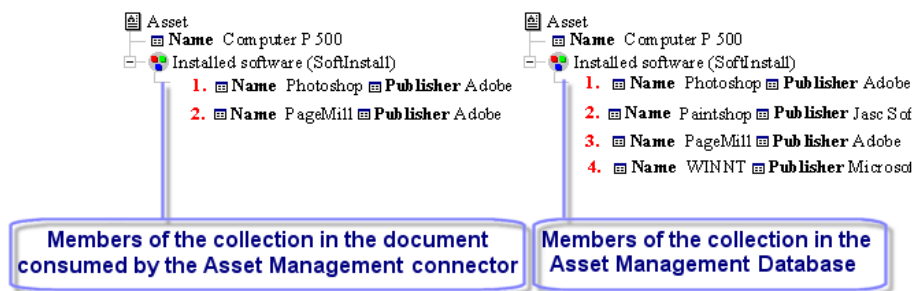 Asset
Name Computer P 500
Installed software (SoftInstall)
1. Name Photoshop Publisher Adobe
2. Name PageMill Publisher Adobe
Members of the collection in the document
consumed by the Asset Management connector
Asset
Name Computer P 500
Installed software (SoftInstall)
1. Name Photoshop Publisher Adobe
2. Name Paintshop Publisher Jasc Sof
3. Name PageMill Publisher Adobe
4. Name WINNT Publisher Microsof
Members of the collection in the
Asset Management Database